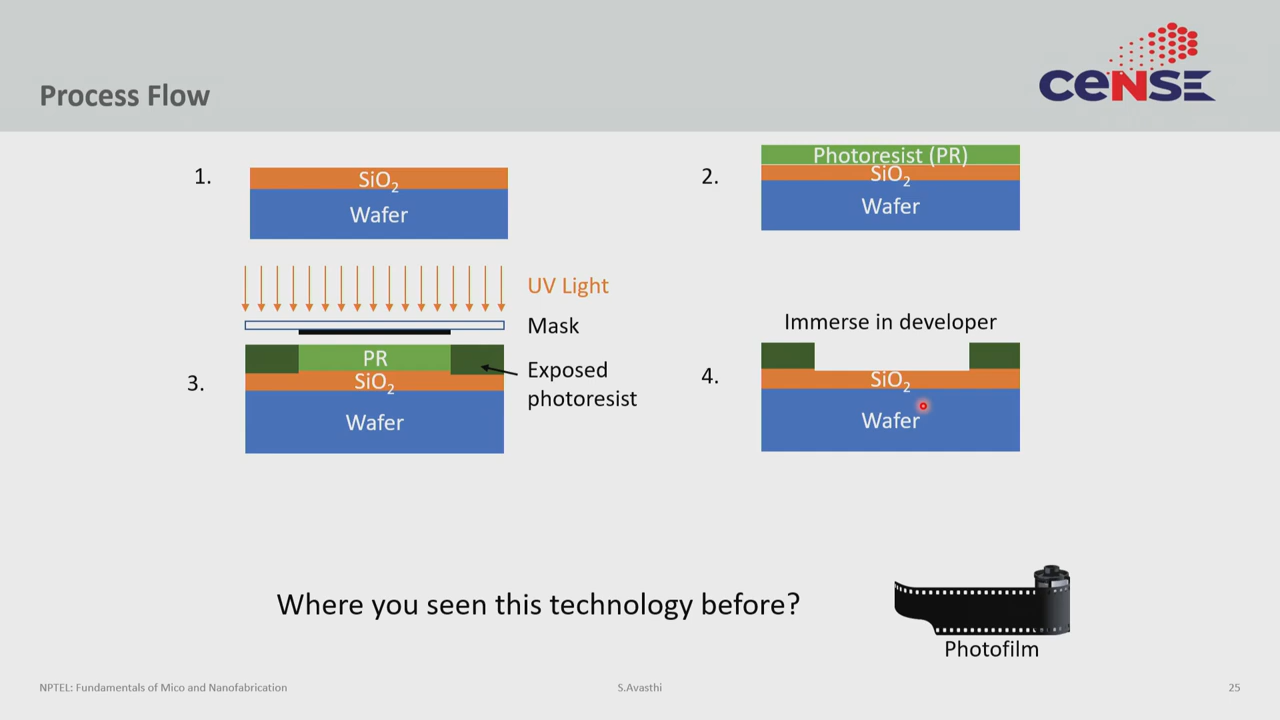 Process Flow
ceNSE
1.
SiO2
Wafer
2.
Photoresist (PR)
SiO2
Wafer
UV Light
Mask
3.
PR
SiO2
Wafer
Exposed
photoresist
Immerse in developer
4.
SiO2
Wafer
Where you seen this technology before?
Photofilm
NPTEL: Fundamentals of Mico and Nanofabrication
S.Avasthi
25